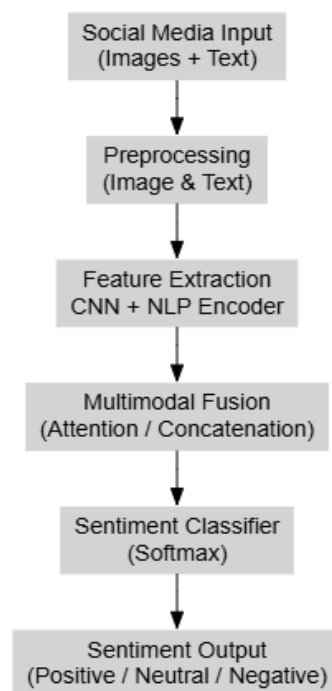 Social Media Input
(Images + Text)
Preprocessing
(Image & Text)
Feature Extraction
CNN + NLP Encoder
Multimodal Fusion
(Attention / Concatenation)
Sentiment Classifier
(Softmax)
Sentiment Output
(Positive / Neutral / Negative)